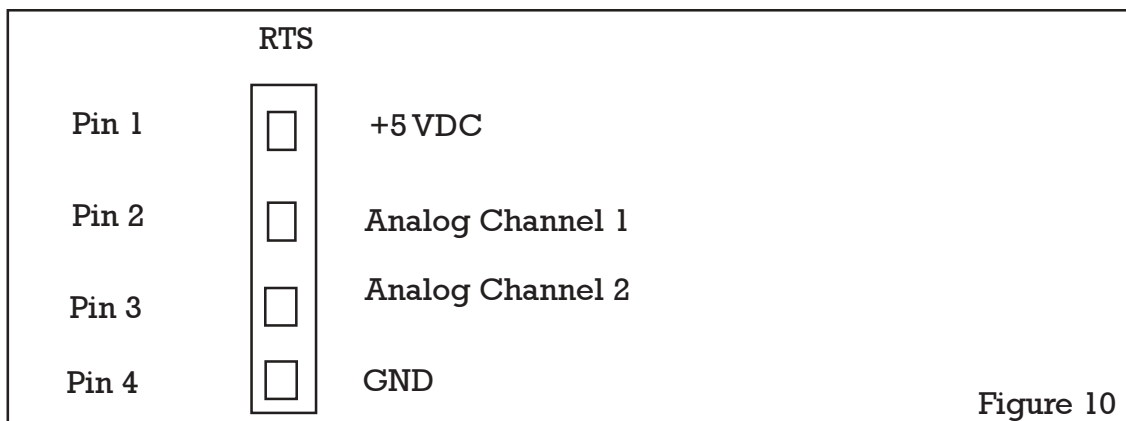 RTS
Pin 1 +5 VDC
Pin 2 Analog Channel 1
Pin 3 Analog Channel 2
Pin 4 GND
Figure 10